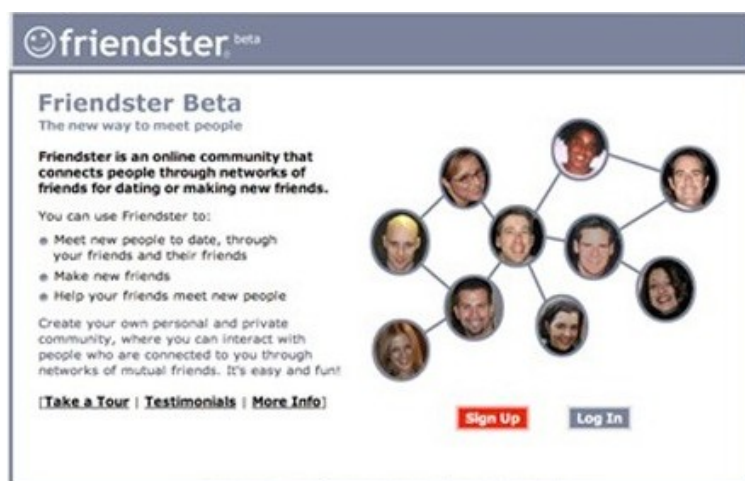 friendster® beta
Friendster Beta
The new way to meet people
Friendster is an online community that
connects people through networks of
friends for dating or making new friends.
You can use Friendster to:
Meet new people to date, through
your friends and their friends
Make new friends
Help your friends meet new people
Create your own personal and private
community, where you can interact with
people who are connected to you through
networks of mutual friends. It's easy and fun!
[Take a Tour | Testimonials | More Info]
Sign Up Log In